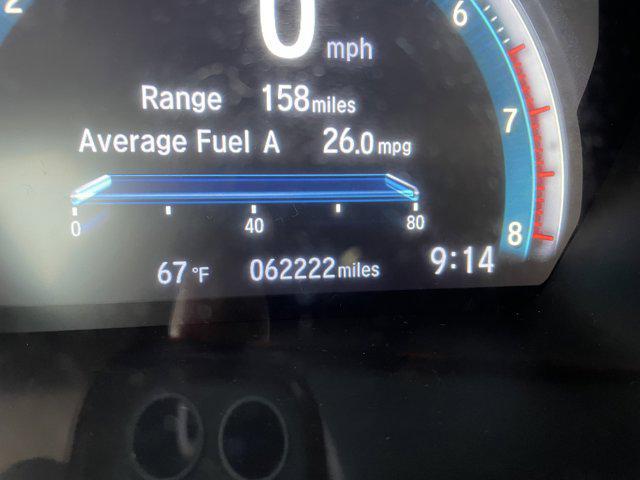 2
0 mph
6
Range 158 miles
7
Average Fuel A 26.0 mpg
0 40 80
8
67 °F 062222 miles 9:14